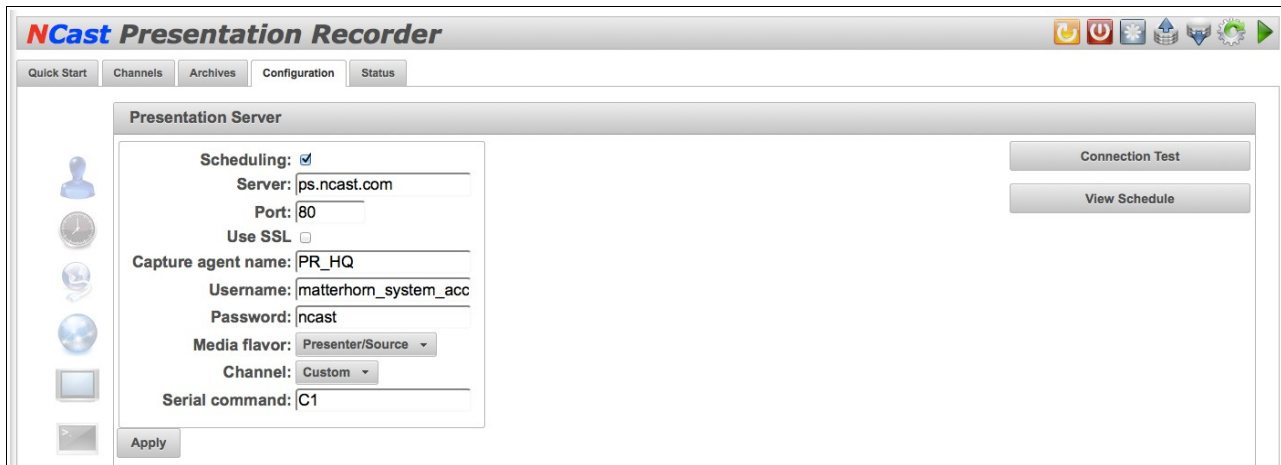 NCast Presentation Recorder
Quick Start Channels Archives Configuration Status
Presentation Server
Scheduling:
Server: ps.ncast.com
Port: 80
Use SSL
Capture agent name: PR_HQ
Username: matterhorn_system_acc
Password: ncast
Media flavor: Presenter/Source
Channel: Custom
Serial command: C1
Apply
Connection Test
View Schedule